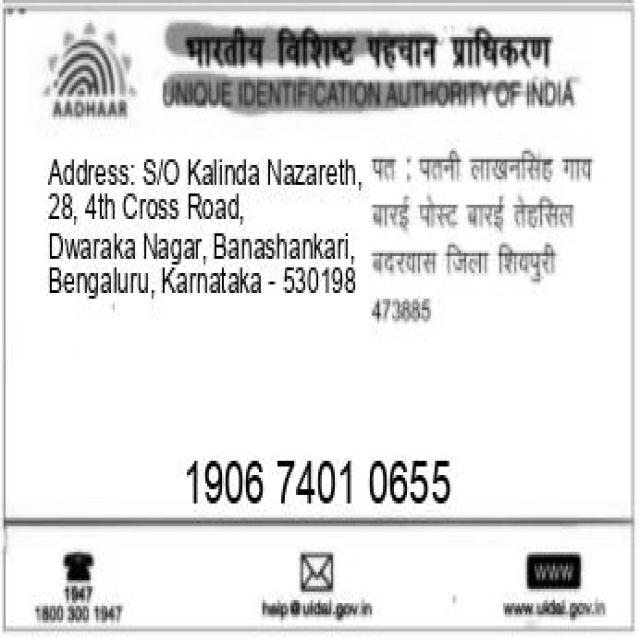 भारतीय विशिष्ट पहचान प्राधिकरण
AADHAAR
UNIQUE IDENTIFICATION AUTHORITY OF INDIA
Address: S/O Kalinda Nazareth,
28, 4th Cross Road,
Dwaraka Nagar, Banashankari,
Bengaluru, Karnataka - 530198
पत : पतनी लाखनसिंह गाय
बारई पोस्ट बारई तेहसिल
बदरवास जिला शिवपुरी
473885
1906 7401 0655
1947
1800 300 1947
help@uidai.gov.in
www
www.uidai.gov.in